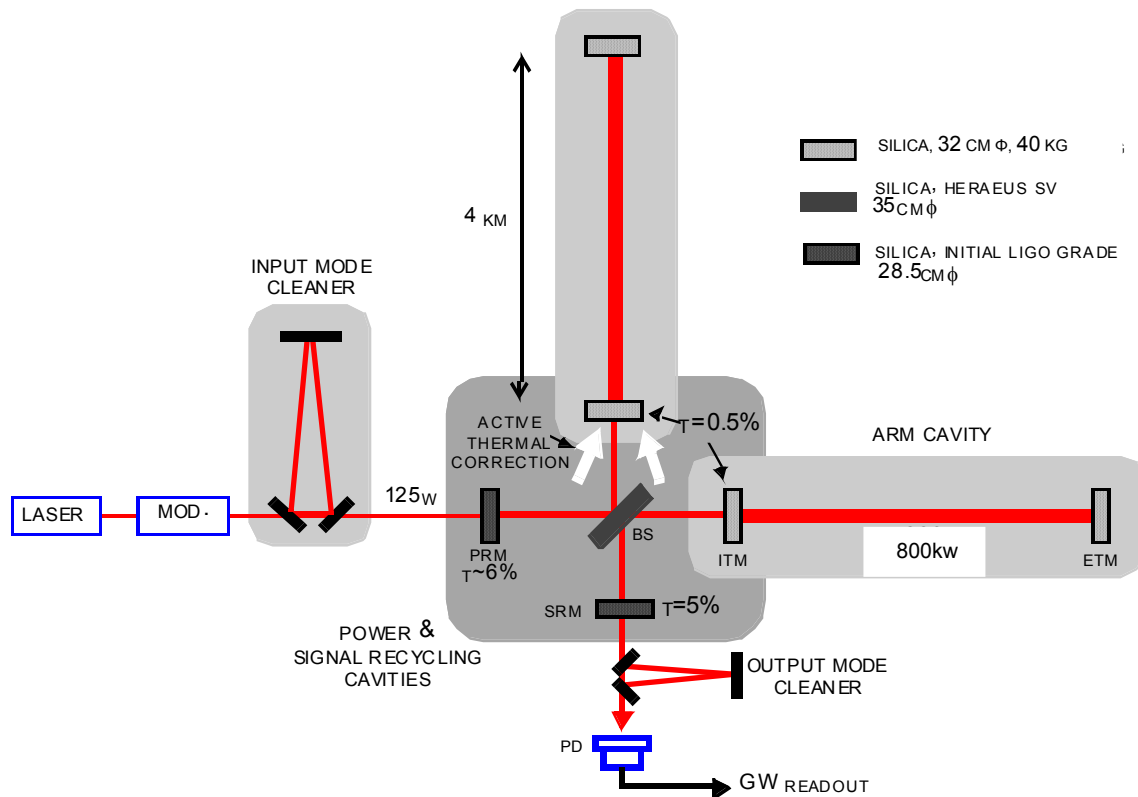 SILICA, 32 CM Φ, 40 KG
SILICA, HERAEUS SV
35CMϕ
SILICA, INITIAL LIGO GRADE
28.5CMϕ
4 KM
INPUT MODE
CLEANER
ACTIVE
THERMAL
CORRECTION
T=0.5%
ARM CAVITY
LASER
MOD.
125W
PRM
T~6%
BS
ITM
800kw
ETM
SRM
T=5%
POWER &
SIGNAL RECYCLING
CAVITIES
OUTPUT MODE
CLEANER
PD
GW READOUT